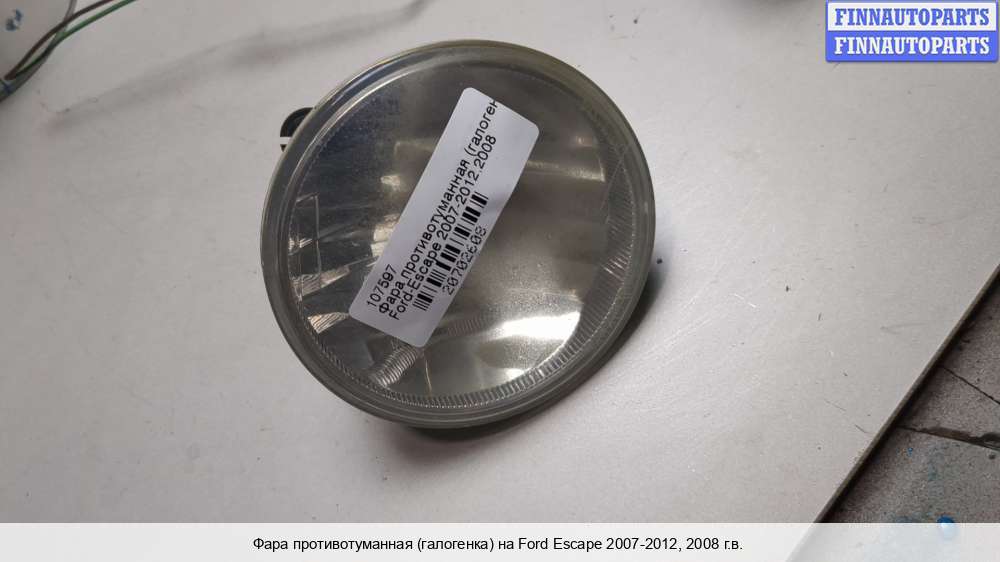 FINNAUTOPARTS
FINNAUTOPARTS
107597
Фара противотуманная (галоген
Ford-Escape 2007-2012,2008
20702608
Фара противотуманная (галогенка) на Ford Escape 2007-2012, 2008 г.в.